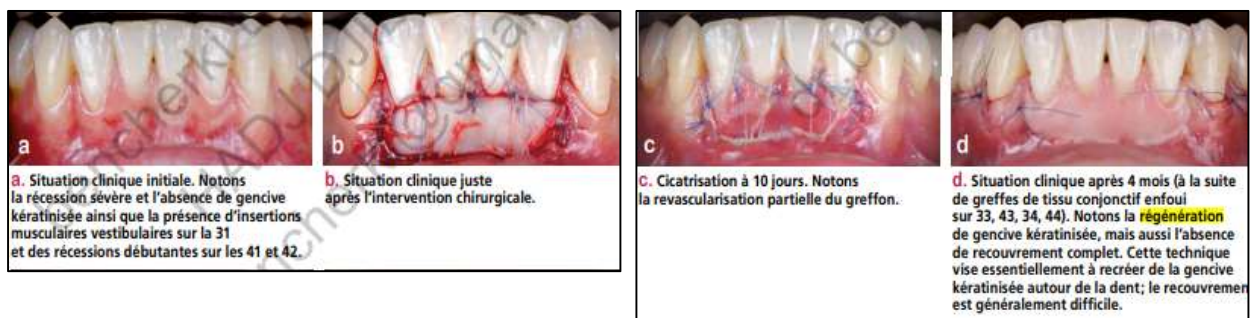 a
b
c
d
a. Situation clinique initiale. Notons
la récession sévère et l'absence de gencive
kératinisée ainsi que la présence d'insertions
musculaires vestibulaires sur la 31
et des récessions débutantes sur les 41 et 42.
b. Situation clinique juste
après l'intervention chirurgicale.
c. Cicatrisation à 10 jours. Notons
la revascularisation partielle du greffon.
d. Situation clinique après 4 mois (à la suite
de greffes de tissu conjonctif enfoui
sur 33, 43, 34, 44). Notons la régénération
de gencive kératinisée, mais aussi l'absence
de recouvrement complet. Cette technique
vise essentiellement à recréer de la gencive
kératinisée autour de la dent; le recouvremen
est généralement difficile.